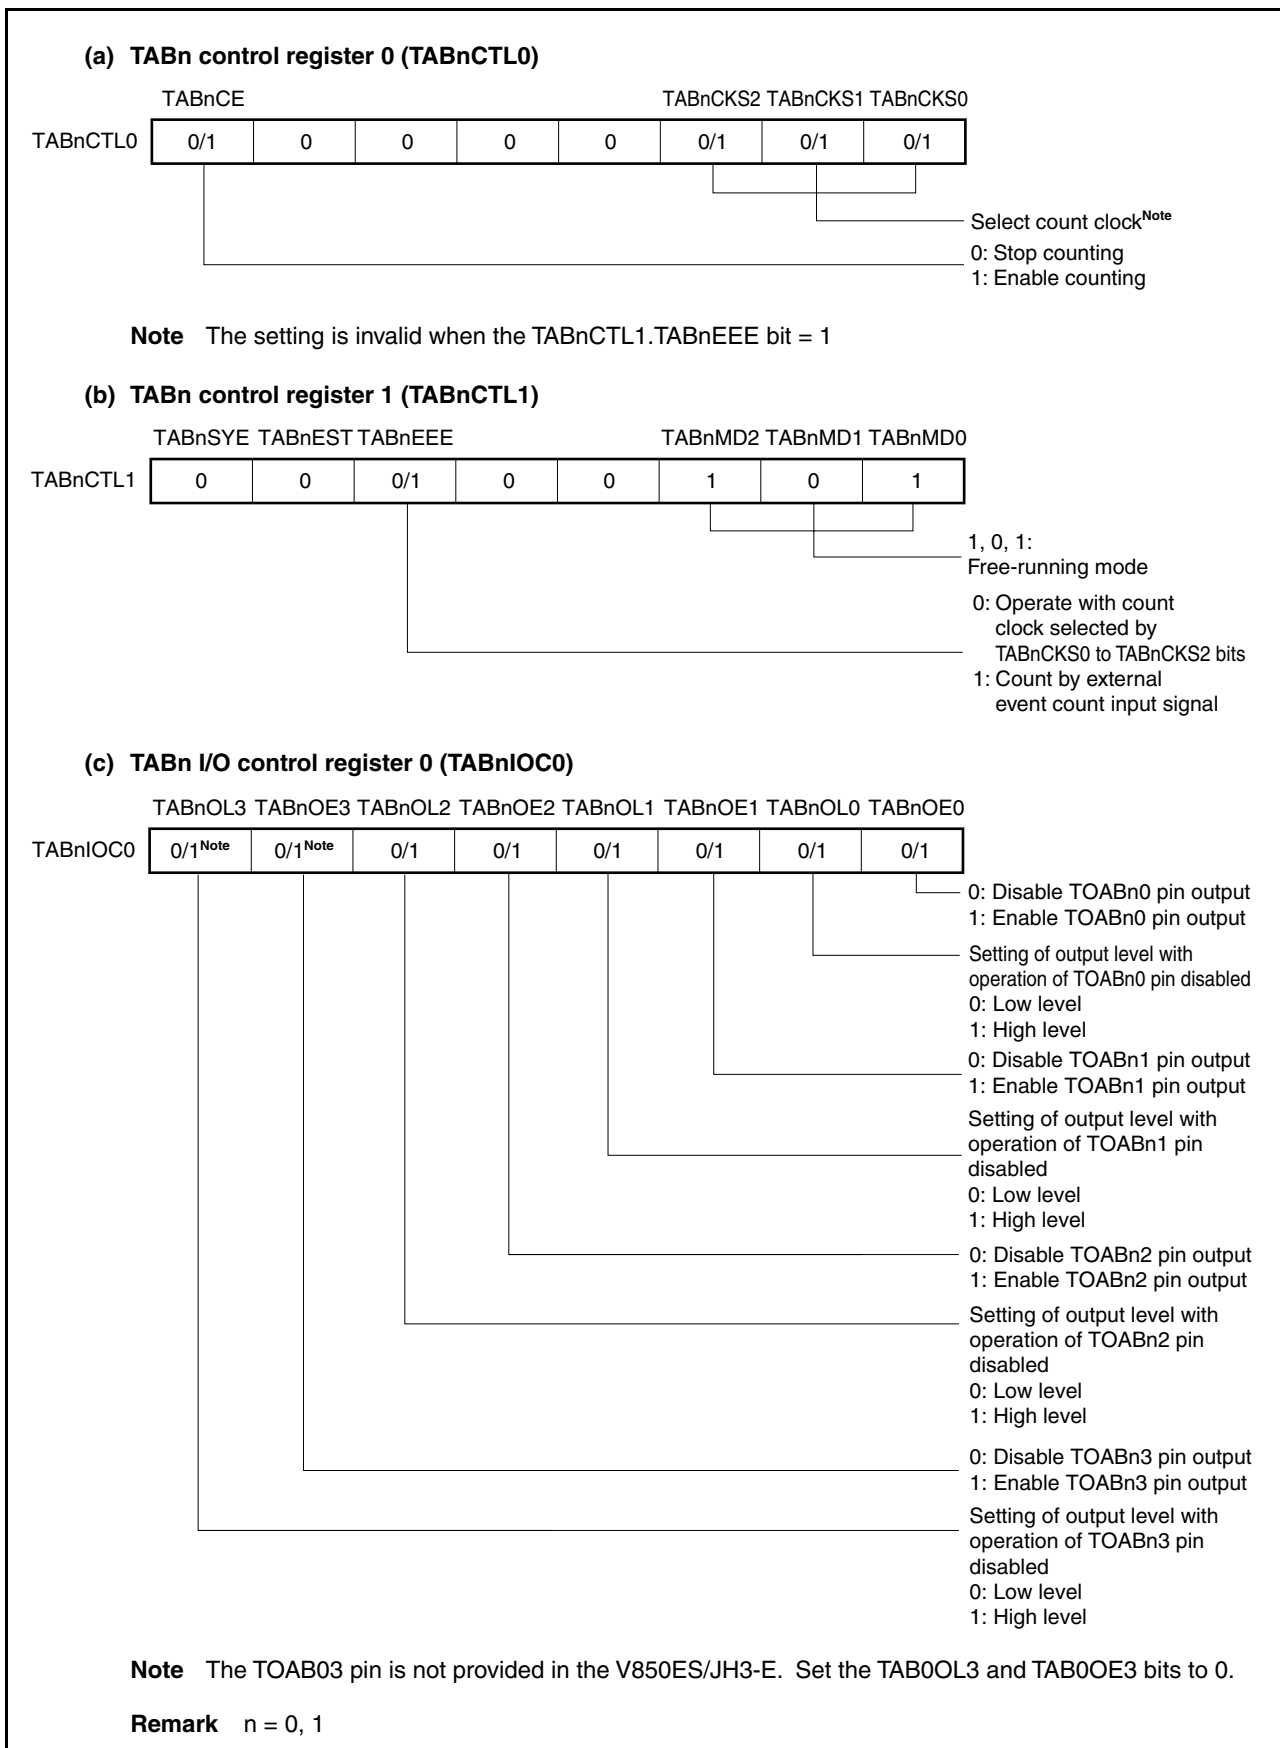 (a) TABn control register 0 (TABnCTL0)
TABnCE TABnCKS2 TABnCKS1 TABnCKS0
TABnCTL0 0/1 0 0 0 0 0/1 0/1 0/1
Select count clockNote
0: Stop counting
1: Enable counting
Note The setting is invalid when the TABnCTL1.TABnEEE bit = 1
(b) TABn control register 1 (TABnCTL1)
TABnSYE TABnEST TABnEEE TABnMD2 TABnMD1 TABnMD0
TABnCTL1 0 0 0/1 0 0 1 0 1
1, 0, 1:
Free-running mode
0: Operate with count
clock selected by
TABnCKS0 to TABnCKS2 bits
1: Count by external
event count input signal
(c) TABn I/O control register 0 (TABnIOC0)
TABnOL3 TABnOE3 TABnOL2 TABnOE2 TABnOL1 TABnOE1 TABnOL0 TABnOE0
TABnIOC0 0/1Note 0/1Note 0/1 0/1 0/1 0/1 0/1 0/1
0: Disable TOABn0 pin output
1: Enable TOABn0 pin output
Setting of output level with
operation of TOABn0 pin disabled
0: Low level
1: High level
0: Disable TOABn1 pin output
1: Enable TOABn1 pin output
Setting of output level with
operation of TOABn1 pin
disabled
0: Low level
1: High level
0: Disable TOABn2 pin output
1: Enable TOABn2 pin output
Setting of output level with
operation of TOABn2 pin
disabled
0: Low level
1: High level
0: Disable TOABn3 pin output
1: Enable TOABn3 pin output
Setting of output level with
operation of TOABn3 pin
disabled
0: Low level
1: High level
Note The TOAB03 pin is not provided in the V850ES/JH3-E. Set the TAB0OL3 and TAB0OE3 bits to 0.
Remark n = 0, 1